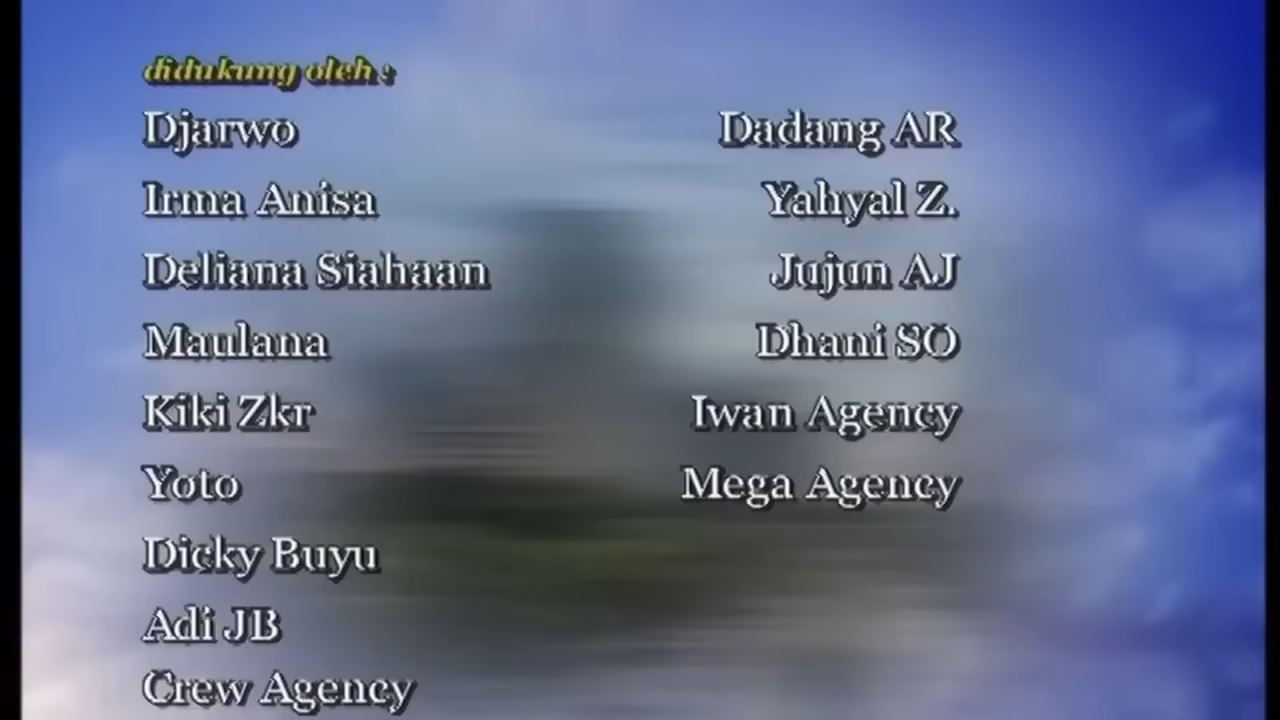 didukung oleh :
Djarwo
Irma Anisa
Deliana Siahaan
Maulana
Kiki Zkr
Yoto
Dicky Buyu
Adi JB
Crew Agency
Dadang AR
Yahyal Z.
Jujun AJ
Dhani SO
Iwan Agency
Mega Agency